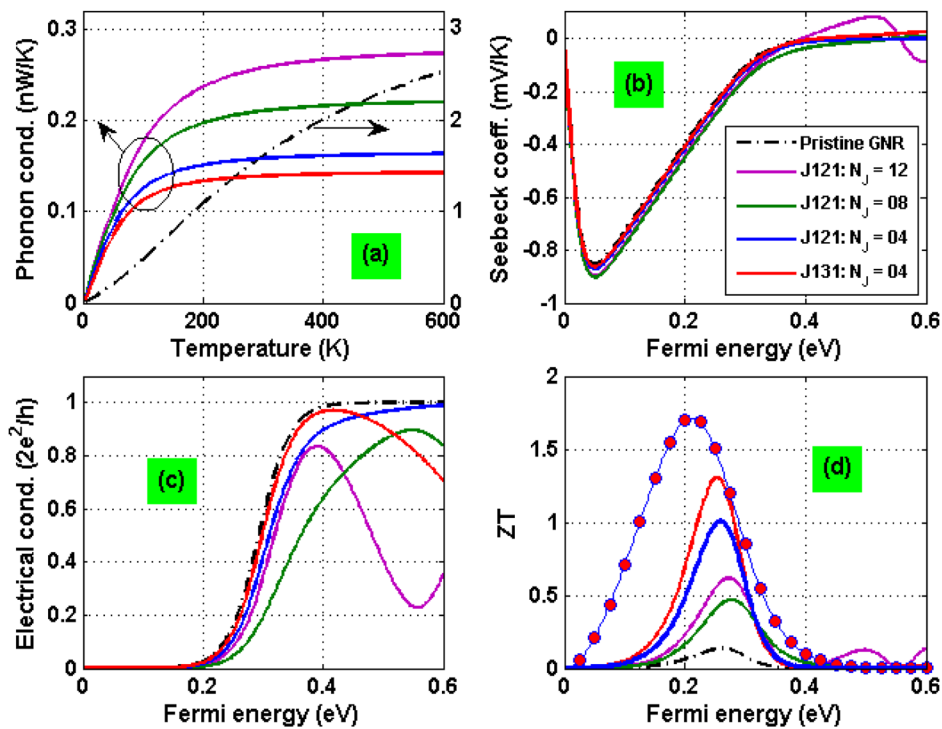 0.3
0.2
0.1
0
3
2
1
0
0 200 400 600
Phonon cond. (nW/K)
Temperature (K)
(a)
0
-0.2
-0.4
-0.6
-0.8
-1
0 0.2 0.4 0.6
Seebeck coeff. (mV/K)
Fermi energy (eV)
(b)
Pristine GNR
J121: N_J = 12
J121: N_J = 08
J121: N_J = 04
J131: N_J = 04
1
0.8
0.6
0.4
0.2
0
0 0.2 0.4 0.6
Electrical cond. (2e²/h)
Fermi energy (eV)
(c)
2
1.5
1
0.5
0
0 0.2 0.4 0.6
ZT
Fermi energy (eV)
(d)